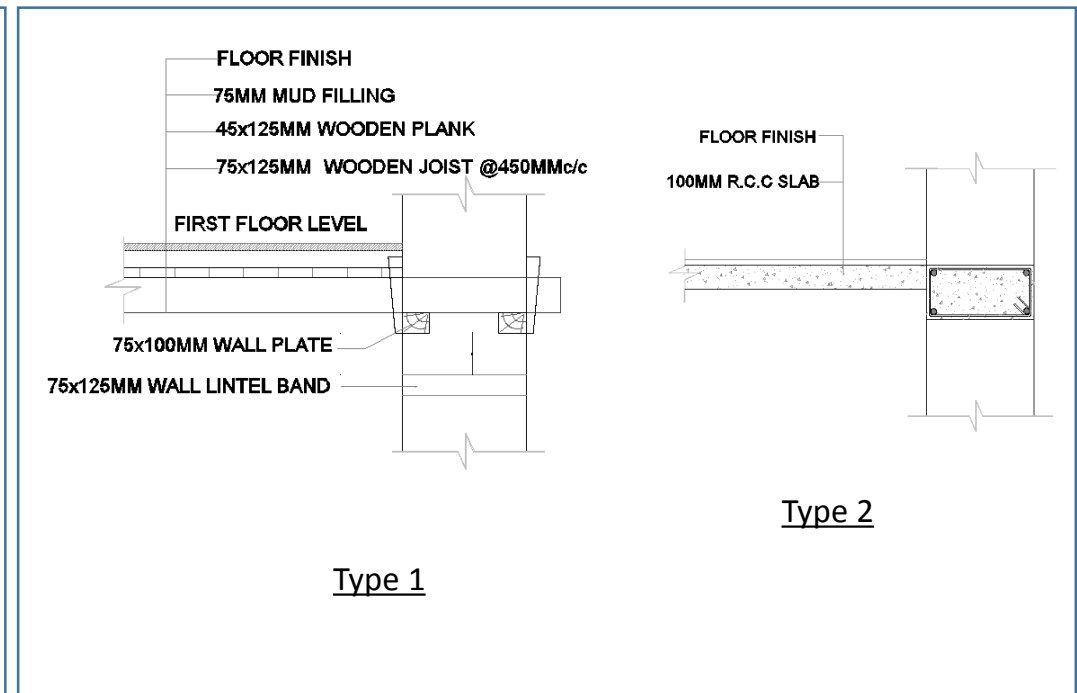 FLOOR FINISH
75MM MUD FILLING
45x125MM WOODEN PLANK
75x125MM WOODEN JOIST @450MMc/c
FIRST FLOOR LEVEL
75x100MM WALL PLATE
75x125MM WALL LINTEL BAND
Type 1
FLOOR FINISH
100MM R.C.C SLAB
Type 2